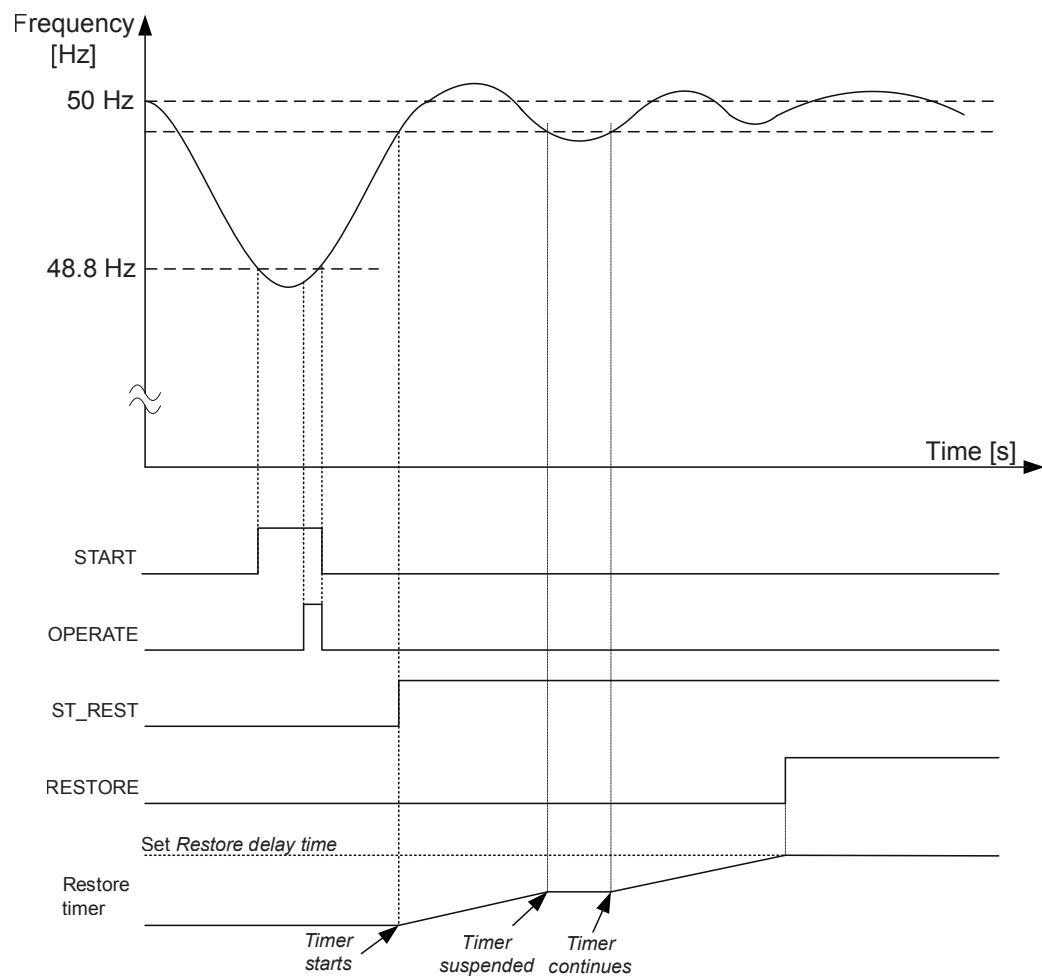 Frequency
[Hz]
50 Hz
48.8 Hz
Time [s]
START
OPERATE
ST_REST
RESTORE
Set Restore delay time
Restore
timer
Timer
starts
Timer
suspended
Timer
continues